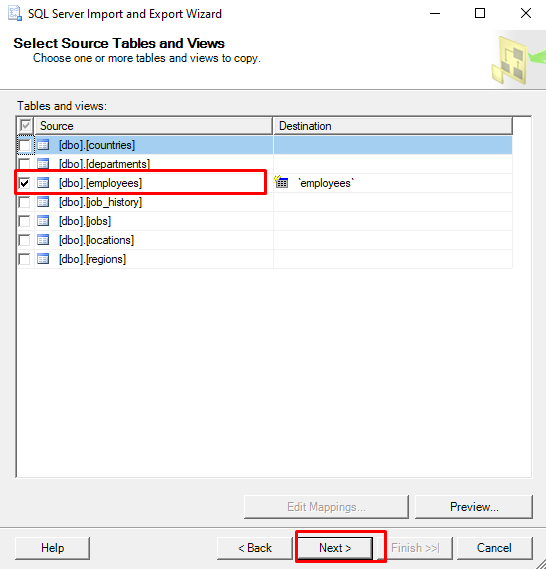 SQL Server Import and Export Wizard
Select Source Tables and Views
Choose one or more tables and views to copy.
Tables and views:
Source Destination
[dbo].[countries]
[dbo].[departments]
[dbo].[employees] `employees`
[dbo].[job_history]
[dbo].[jobs]
[dbo].[locations]
[dbo].[regions]
Edit Mappings... Preview...
Help < Back Next > Finish >>| Cancel